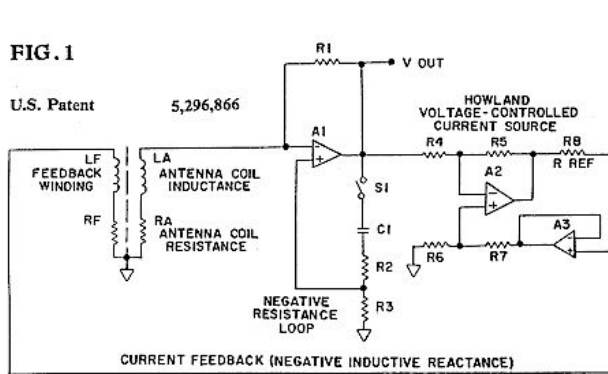 FIG. 1
U.S. Patent 5,296,866
R1
V OUT
HOWLAND
VOLTAGE-CONTROLLED
CURRENT SOURCE
A1
R4
R5
R8
R REF
LF
FEEDBACK
WINDING
LA
ANTENNA COIL
INDUCTANCE
S1
A2
A3
RF
RA
ANTENNA COIL
RESISTANCE
C1
R2
R6
R7
NEGATIVE
RESISTANCE
LOOP
R3
CURRENT FEEDBACK (NEGATIVE INDUCTIVE REACTANCE)